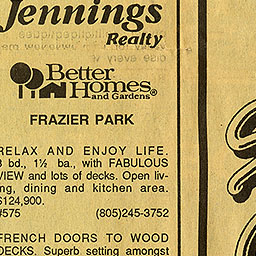 Jennings
Realty
Better
Homes
and Gardens®
FRAZIER PARK
RELAX AND ENJOY LIFE.
3 bd., 1½ ba., with FABULOUS
VIEW and lots of decks. Open liv-
ing, dining and kitchen area.
$124,900.
#575 (805)245-3752
FRENCH DOORS TO WOOD
DECKS. Superb setting amongst